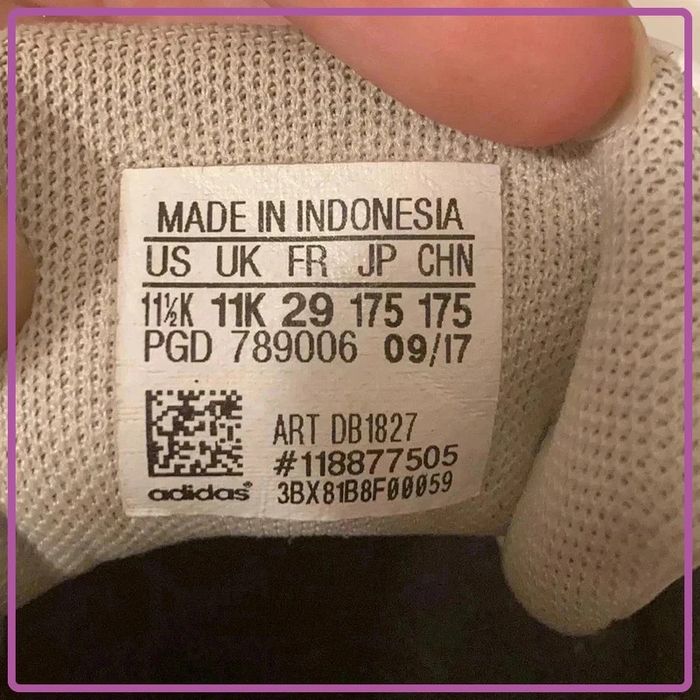 MADE IN INDONESIA
US UK FR JP CHN
11½K 11K 29 175 175
PGD 789006 09/17
ART DB1827
#118877505
adidas® 3BX81B8F00059